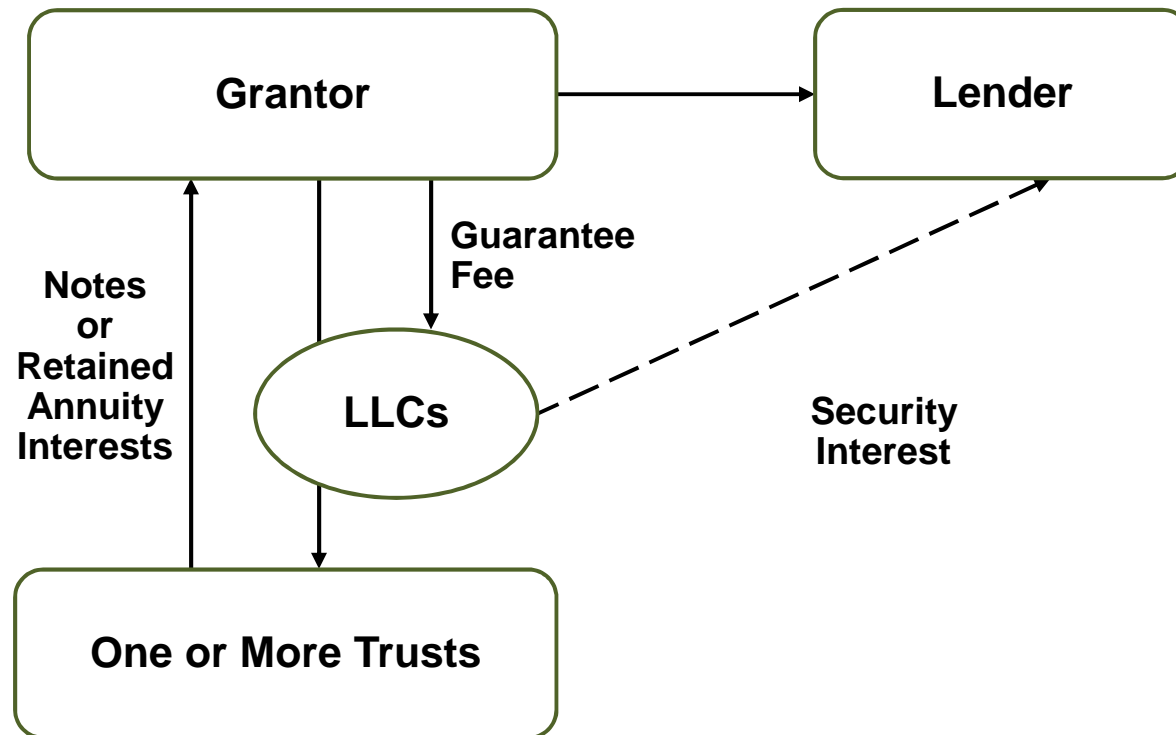 Grantor
Lender
Guarantee
Fee
Notes
or
Retained
Annuity
Interests
LLCs
Security
Interest
One or More Trusts